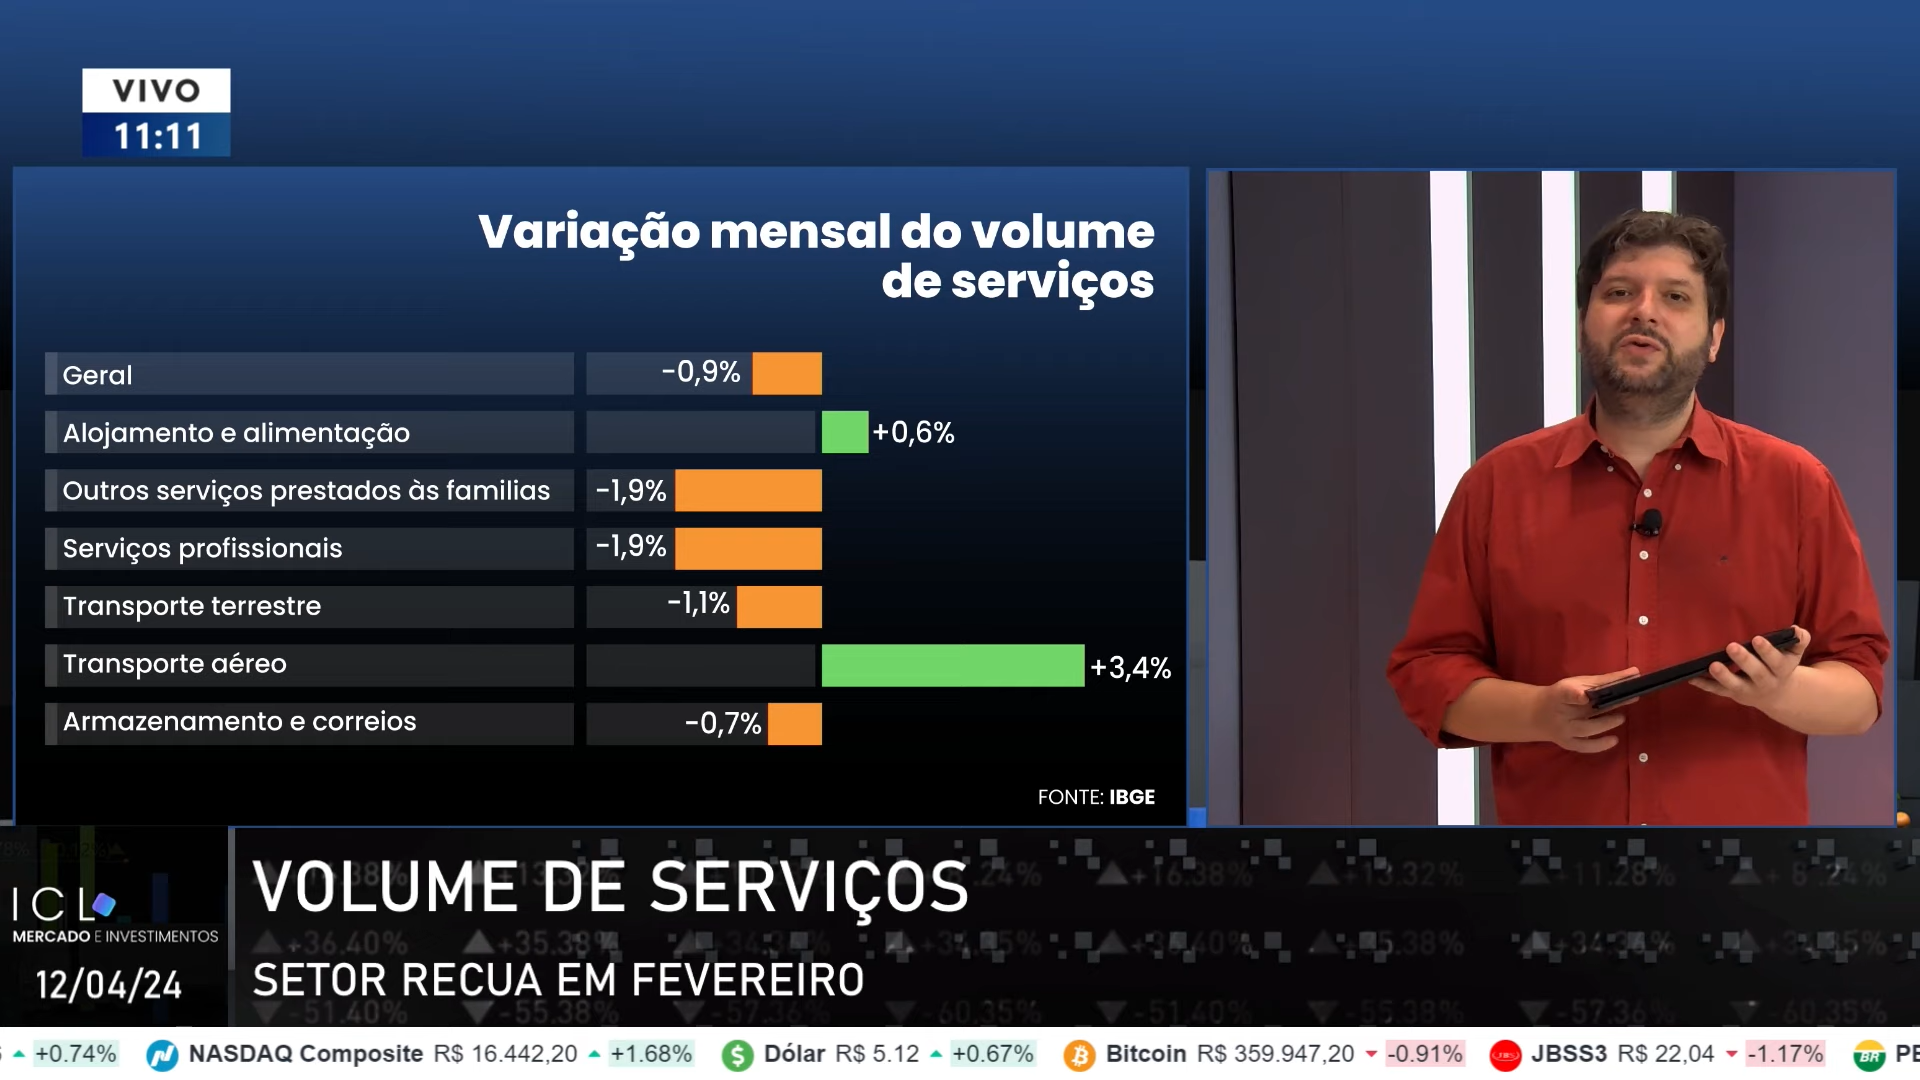 VIVO
11:11
Variação mensal do volume
de serviços
Geral -0,9%
Alojamento e alimentação +0,6%
Outros serviços prestados às familias -1,9%
Serviços profissionais -1,9%
Transporte terrestre -1,1%
Transporte aéreo +3,4%
Armazenamento e correios -0,7%
FONTE: IBGE
ICL
MERCADO E INVESTIMENTOS
12/04/24
VOLUME DE SERVIÇOS
SETOR RECUA EM FEVEREIRO
+0.74% NASDAQ Composite R$ 16.442,20 +1.68% Dólar R$ 5.12 +0.67% Bitcoin R$ 359.947,20 -0.91% JBSS3 R$ 22,04 -1.17% BR